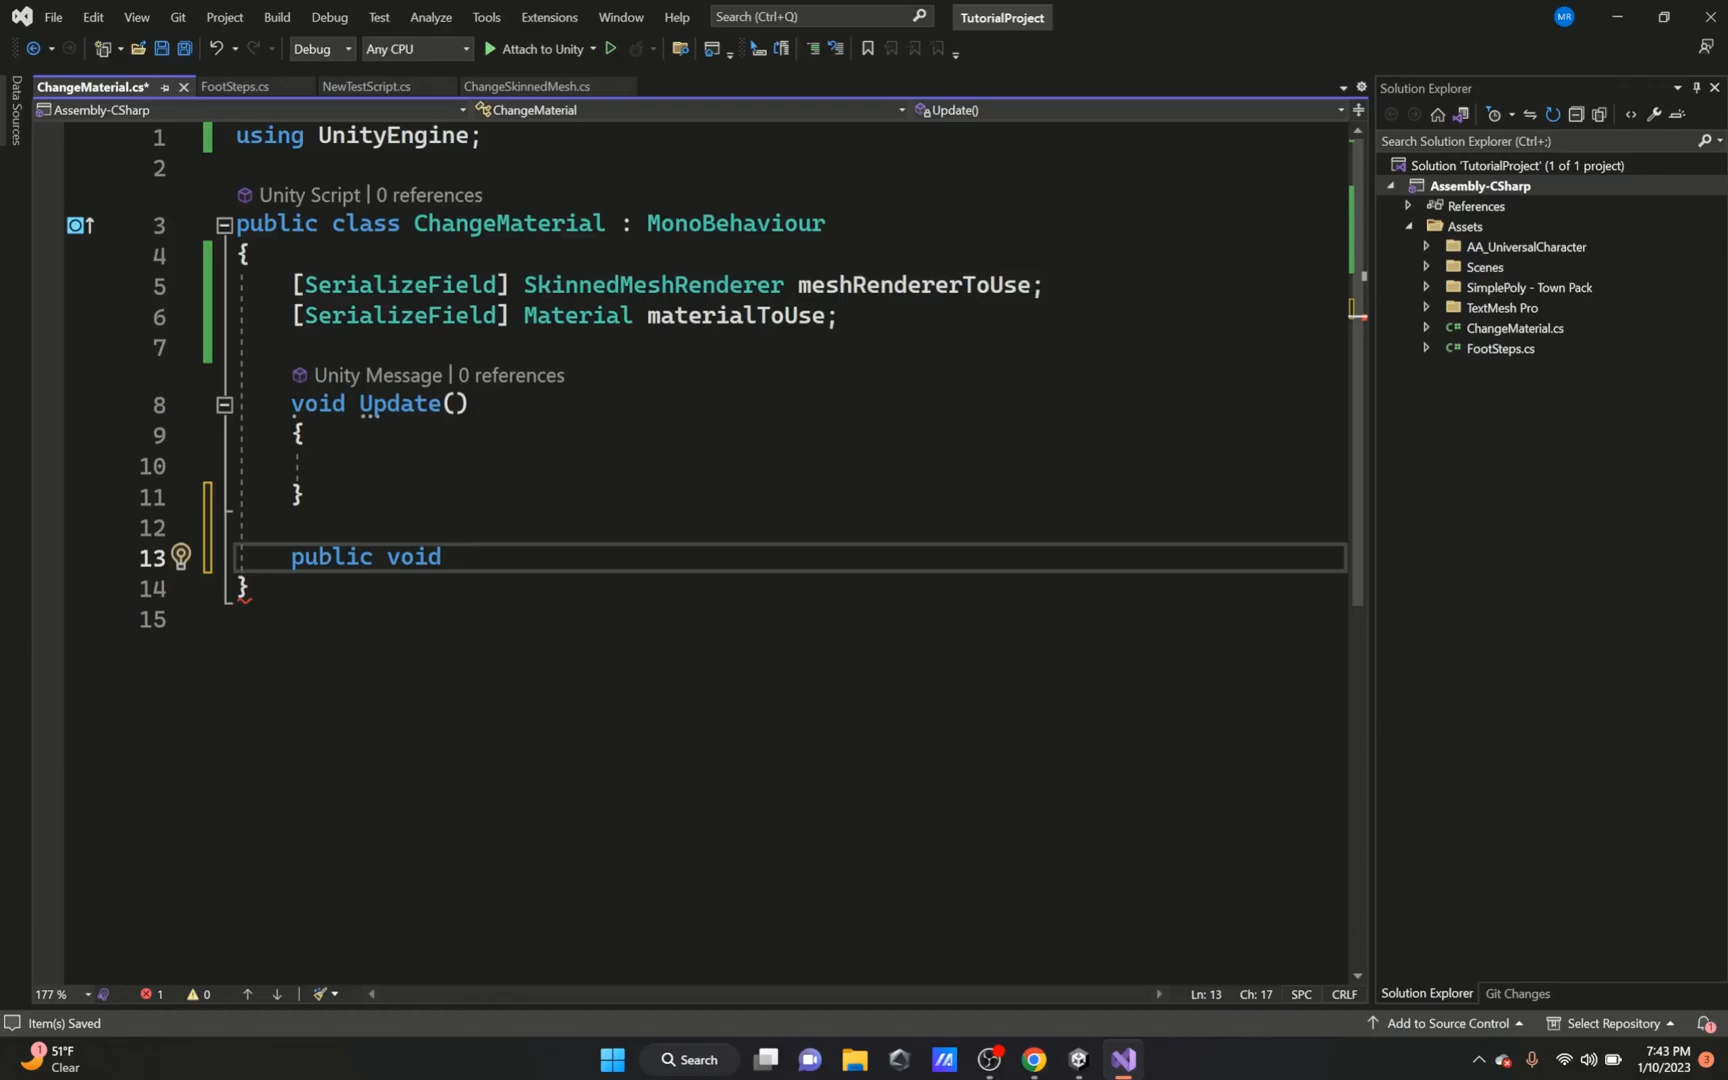 File Edit View Git Project Build Debug Test Analyze Tools Extensions Window Help Search (Ctrl+Q) TutorialProject MR
Debug Any CPU Attach to Unity
Data Sources
ChangeMaterial.cs* FootSteps.cs NewTestScript.cs ChangeSkinnedMesh.cs
Assembly-CSharp ChangeMaterial Update()
1 using UnityEngine;
2
Unity Script | 0 references
3 public class ChangeMaterial : MonoBehaviour
4 {
5 [SerializeField] SkinnedMeshRenderer meshRendererToUse;
6 [SerializeField] Material materialToUse;
7
Unity Message | 0 references
8 void Update()
9 {
10
11 }
12
13 public void
14 }
15
177 % 1 0 Ln: 13 Ch: 17 SPC CRLF
Solution Explorer
Search Solution Explorer (Ctrl+;)
Solution 'TutorialProject' (1 of 1 project)
Assembly-CSharp
References
Assets
AA_UniversalCharacter
Scenes
SimplePoly - Town Pack
TextMesh Pro
C# ChangeMaterial.cs
C# FootSteps.cs
Solution Explorer Git Changes
Item(s) Saved Add to Source Control Select Repository 1
1 51°F
Clear
Search
7:43 PM
1/10/2023
3